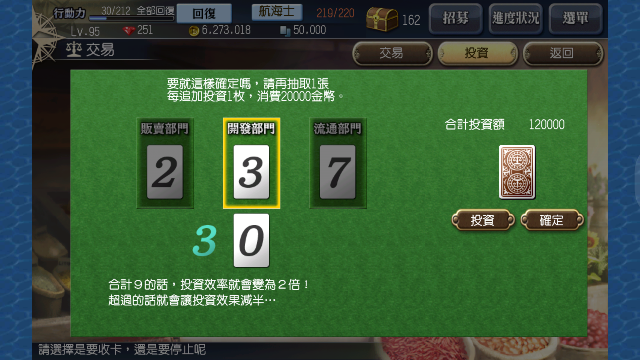 行動力 30/212 全部回復 回復 航海士 219/220 162 招募 進度狀況 選單
Lv.95 251 6,273.018 50.000
交易 交易 投資 返回
要就這樣確定嗎，請再抽取1張
每追加投資1枚，消費20000金幣。
販賣部門 開發部門 流通部門
合計投資額 120000
2 3 7
投資 確定
3 0
合計９的話，投資效率就會變為２倍！
超過的話就會讓投資效果減半…
請選擇是要收卡，還是要停止呢